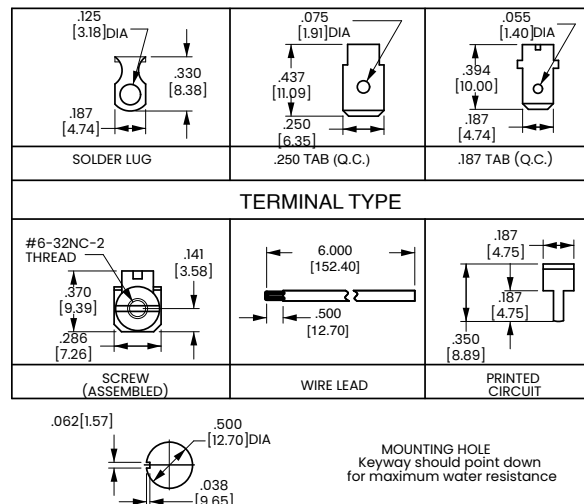 .125
[3.18]DIA
.330
[8.38]
.187
[4.74]
SOLDER LUG
.075
[1.91]DIA
.437
[11.09]
.250
[6.35]
.250 TAB (Q.C.)
.055
[1.40]DIA
.394
[10.00]
.187
[4.74]
.187 TAB (Q.C.)
TERMINAL TYPE
#6-32NC-2
THREAD
.141
[3.58]
.370
[9.39]
.286
[7.26]
SCREW
(ASSEMBLED)
6.000
[152.40]
.500
[12.70]
WIRE LEAD
.187
[4.75]
.187
[4.75]
.350
[8.89]
PRINTED
CIRCUIT
.062[1.57]
.500
[12.70]DIA
.038
[9.65]
MOUNTING HOLE
Keyway should point down
for maximum water resistance